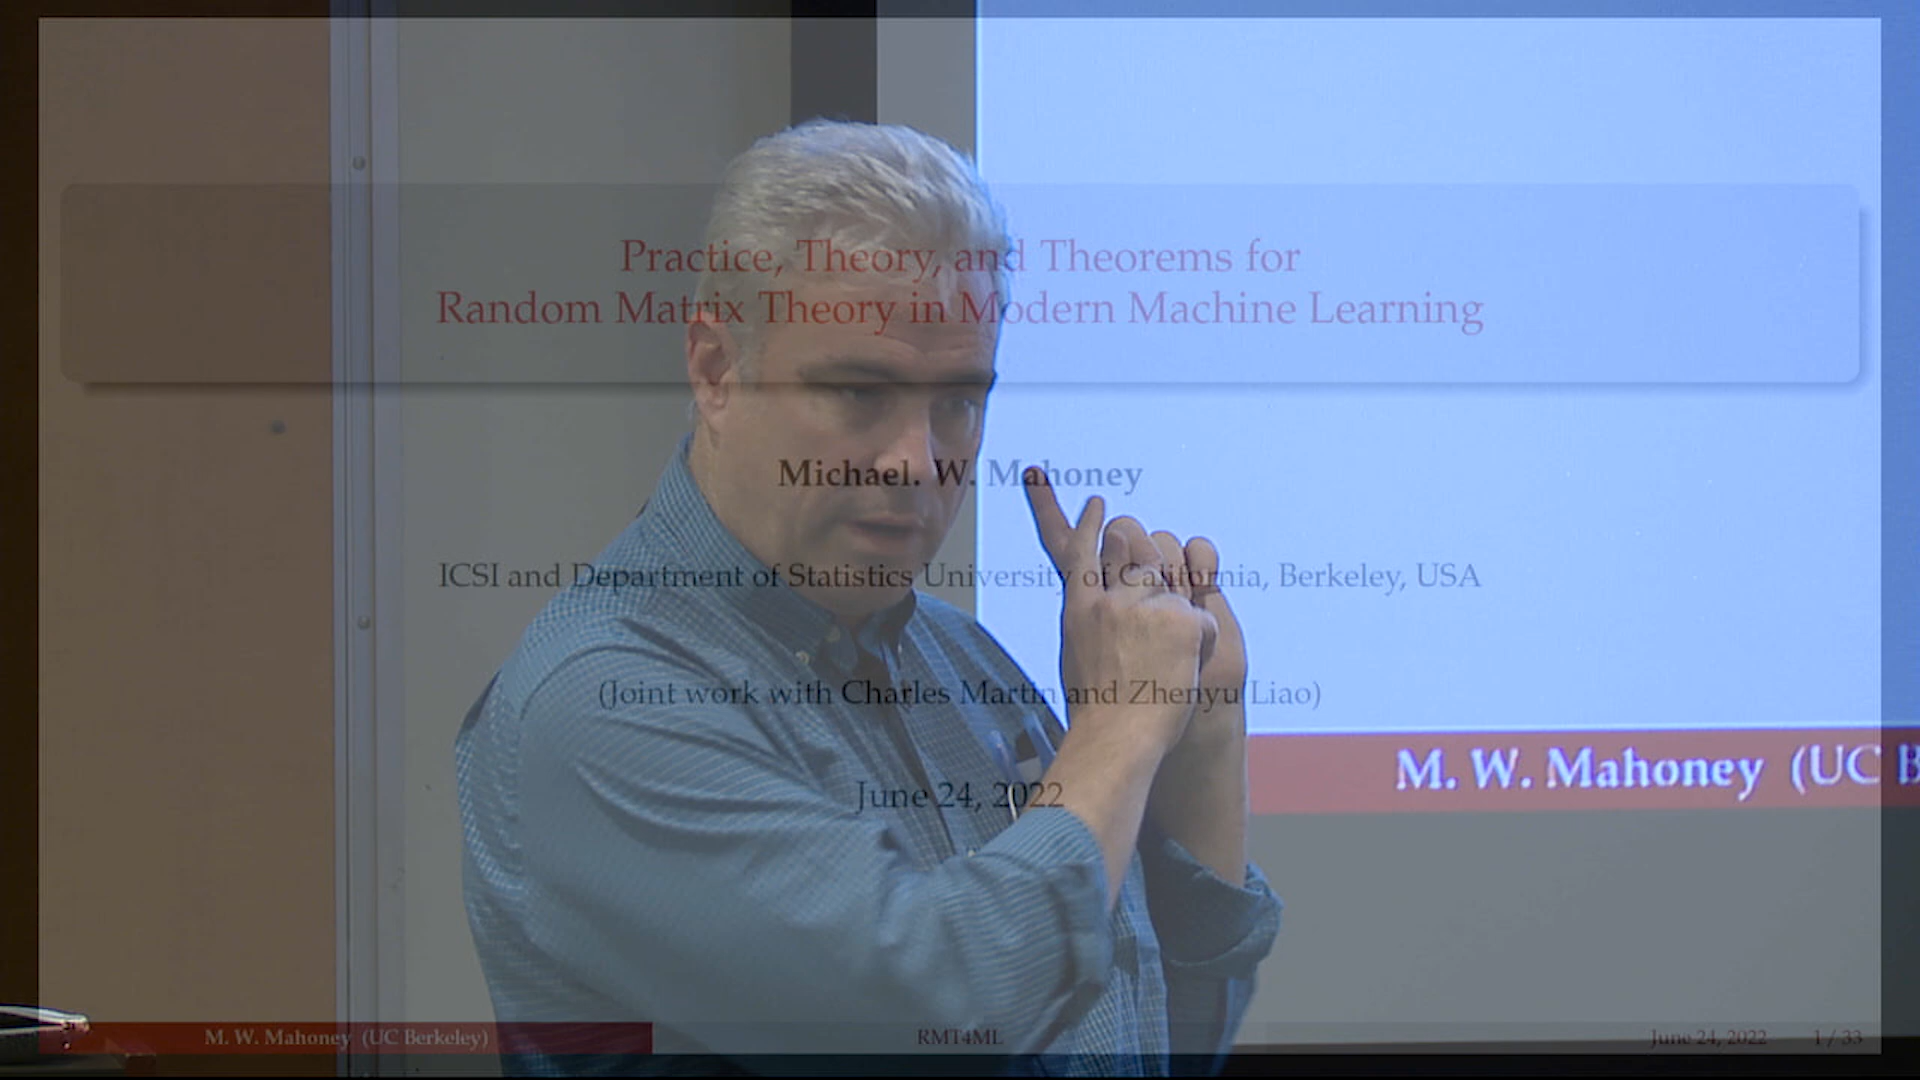 Practice, Theory, and Theorems for
Random Matrix Theory in Modern Machine Learning
Michael. W. Mahoney
ICSI and Department of Statistics University of California, Berkeley, USA
(Joint work with Charles Martin and Zhenyu Liao)
June 24, 2022
M. W. Mahoney (UC B
M. W. Mahoney (UC Berkeley)
RMT4ML
June 24, 2022
1 / 33